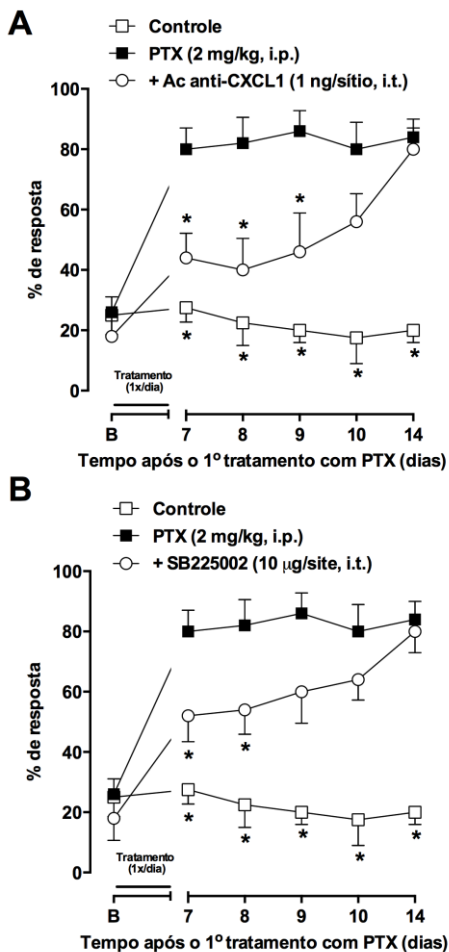 A
Controle
PTX (2 mg/kg, i.p.)
+ Ac anti-CXCL1 (1 ng/sítio, i.t.)
% de resposta
100
80
60
40
20
0
* * *
* * * * *
Tratamento
(1x/dia)
B 7 8 9 10 14
Tempo após o 1º tratamento com PTX (dias)
B
Controle
PTX (2 mg/kg, i.p.)
+ SB225002 (10 μg/site, i.t.)
% de resposta
100
80
60
40
20
0
* *
* * * * *
Tratamento
(1x/dia)
B 7 8 9 10 14
Tempo após o 1º tratamento com PTX (dias)